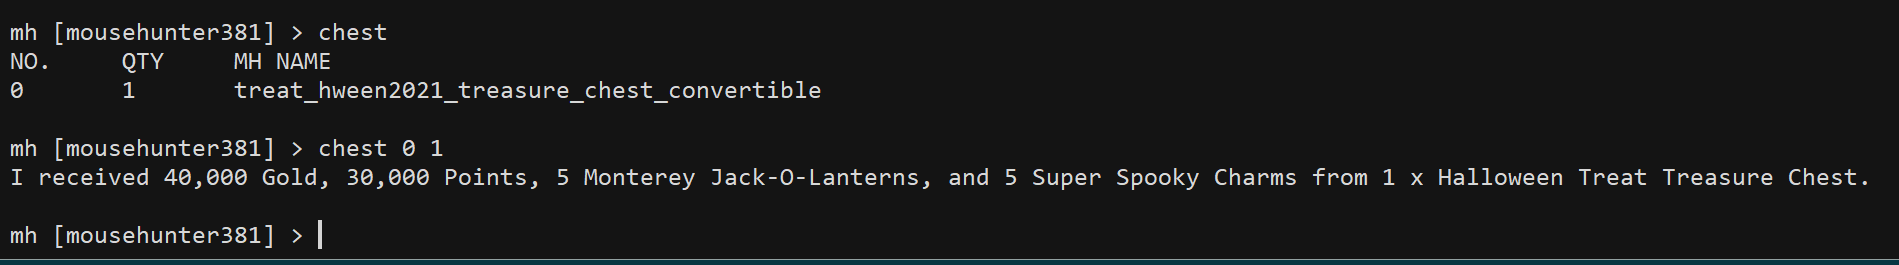 mh [mousehunter381] > chest
NO. QTY MH NAME
0 1 treat_hween2021_treasure_chest_convertible
mh [mousehunter381] > chest 0 1
I received 40,000 Gold, 30,000 Points, 5 Monterey Jack-O-Lanterns, and 5 Super Spooky Charms from 1 x Halloween Treat Treasure Chest.
mh [mousehunter381] >